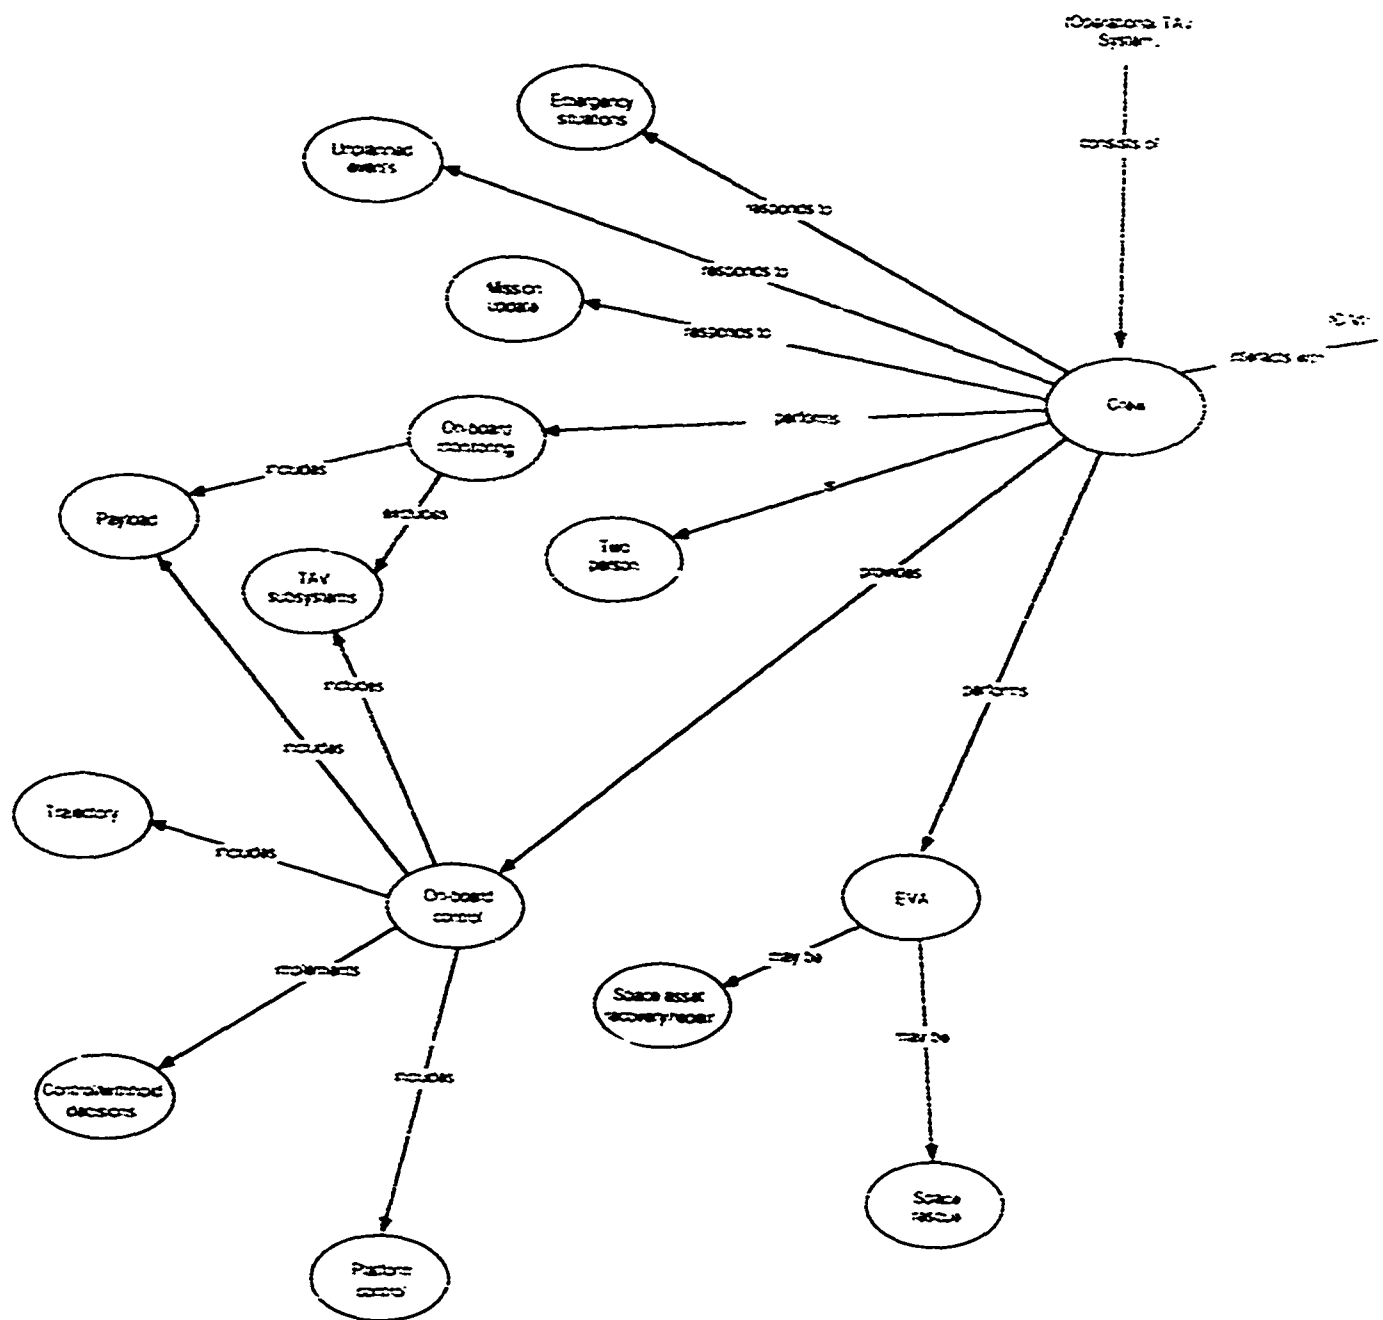 (Operational TAV
System)
consists of
Emergency
situations
Unplanned
events
responds to
responds to
Mission
update
responds to
interacts with
Crew
On-board
monitoring
performs
includes
is
Payload
includes
Two
person
TAV
subsystems
provides
includes
performs
includes
Trajectory
includes
On-board
control
EVA
implements
may be
Space asset
recovery/repair
may be
includes
decisions
Space
rescue
Platform
control